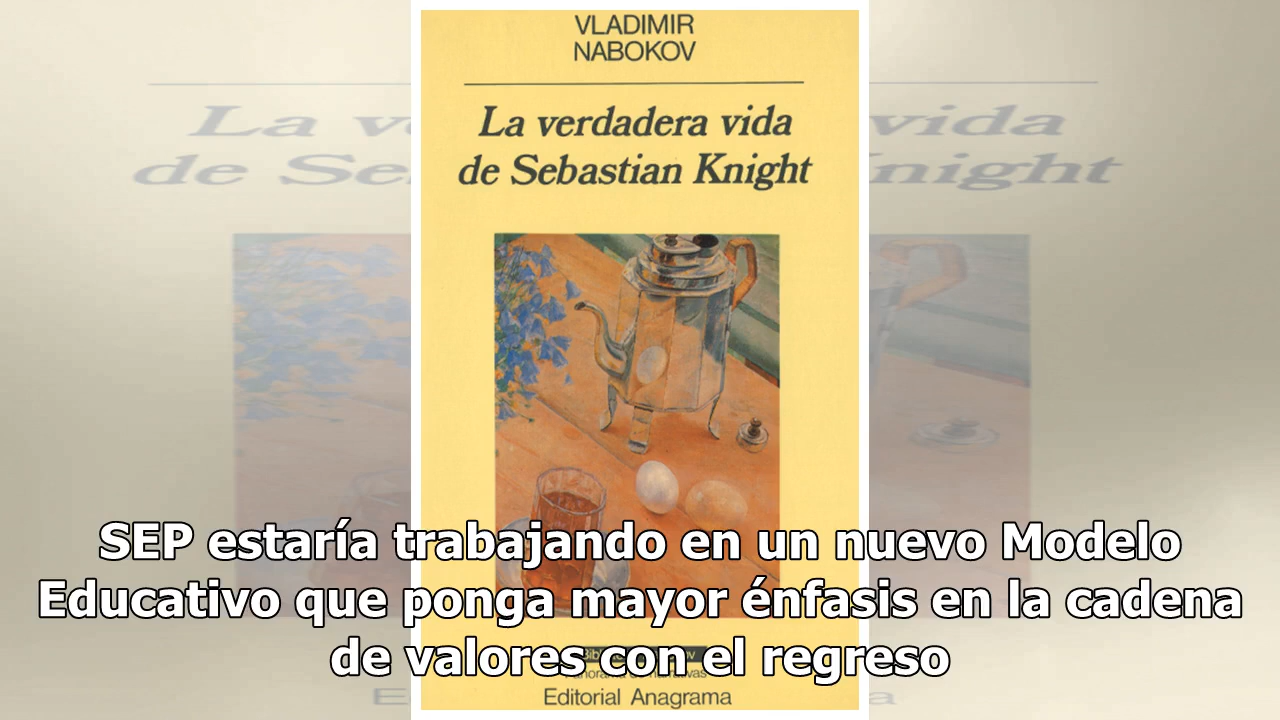 VLADIMIR
NABOKOV
La verdadera vida
de Sebastian Knight
SEP estaría trabajando en un nuevo Modelo
Educativo que ponga mayor énfasis en la cadena
de valores con el regreso
Editorial Anagrama